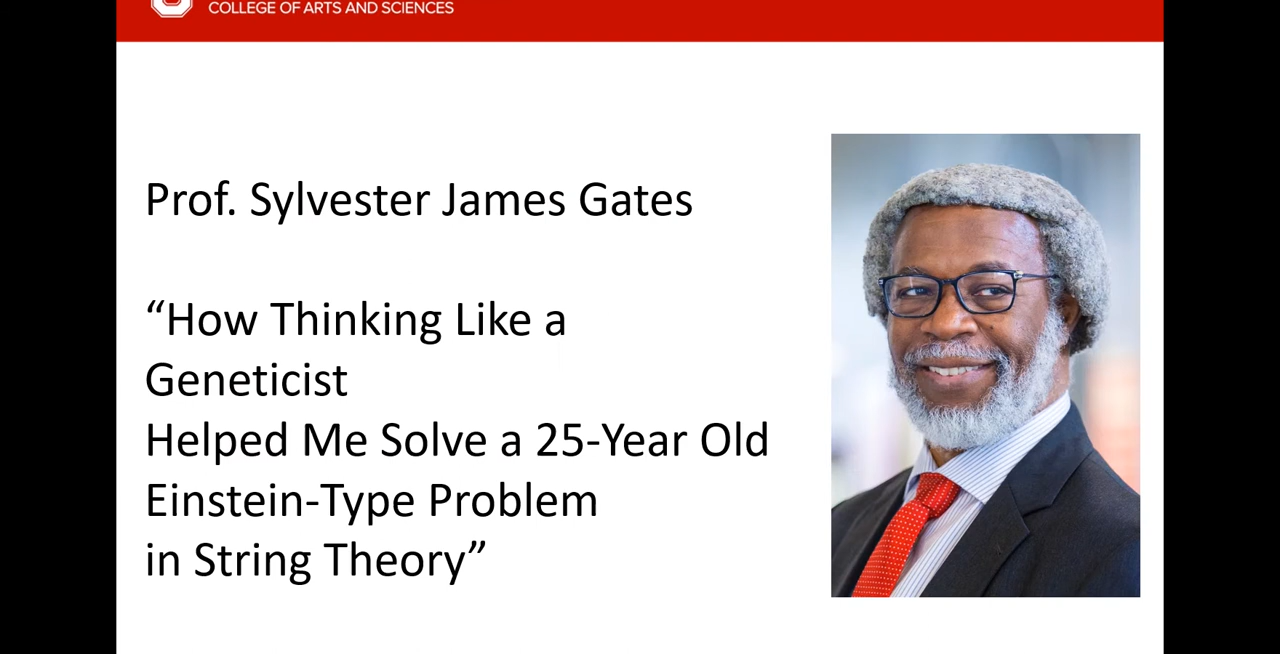 COLLEGE OF ARTS AND SCIENCES
Prof. Sylvester James Gates
“How Thinking Like a
Geneticist
Helped Me Solve a 25-Year Old
Einstein-Type Problem
in String Theory”